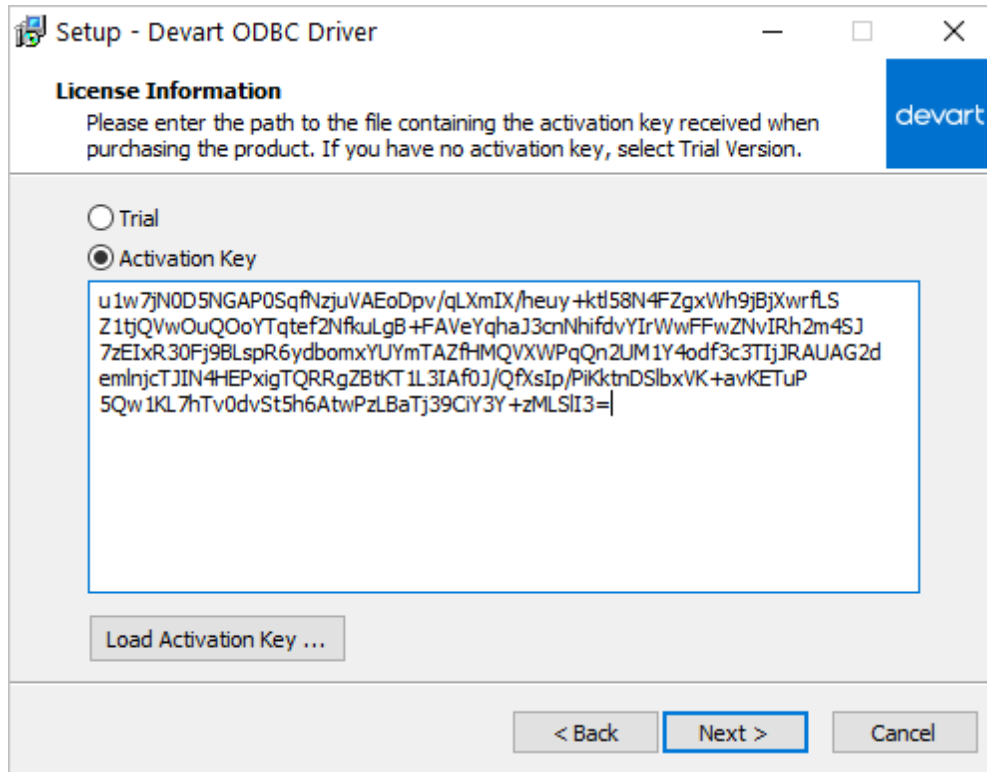 Setup - Devart ODBC Driver
License Information
Please enter the path to the file containing the activation key received when
purchasing the product. If you have no activation key, select Trial Version.
devart
Trial
Activation Key
u1w7jN0D5NGAP0SqfNzjuVAEoDpv/qLXmIX/heuy+ktl58N4FZgxWh9jBjXwrfLS
Z1tjQVwOuQOoYTqtef2NfkuLgB+FAVeYqhaJ3cnNhifdvYIrWwFFwZNvIRh2m4SJ
7zEIxR30Fj9BLspR6ydbomxYUYmTAZfHMQVXWPqQn2UM1Y4odf3c3TIjJRAUAG2d
emlnjcTJIN4HEPxigTQRRgZBtKT1L3IAf0J/QfXsIp/PiKktnDSlbxVK+avKETuP
5Qw1KL7hTv0dvSt5h6AtwPzLBaTj39CiY3Y+zMLSlI3=
Load Activation Key ...
< Back
Next >
Cancel